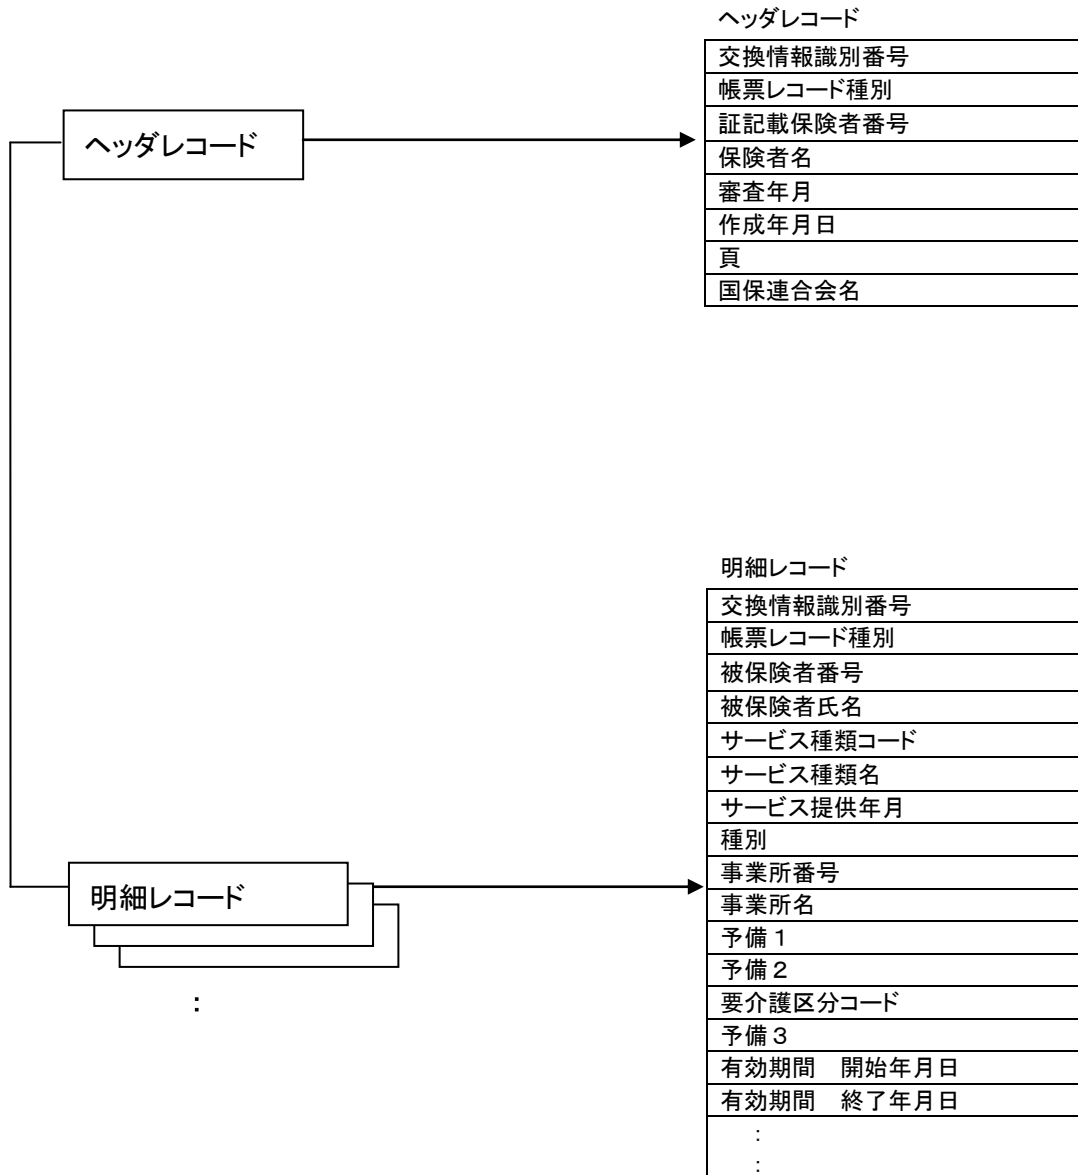 ヘッダレコード
交換情報識別番号
帳票レコード種別
証記載保険者番号
保険者名
審査年月
作成年月日
頁
国保連合会名
ヘッダレコード
明細レコード
交換情報識別番号
帳票レコード種別
被保険者番号
被保険者氏名
サービス種類コード
サービス種類名
サービス提供年月
種別
事業所番号
事業所名
予備1
予備2
要介護区分コード
予備3
有効期間　開始年月日
有効期間　終了年月日
:
:
明細レコード
: